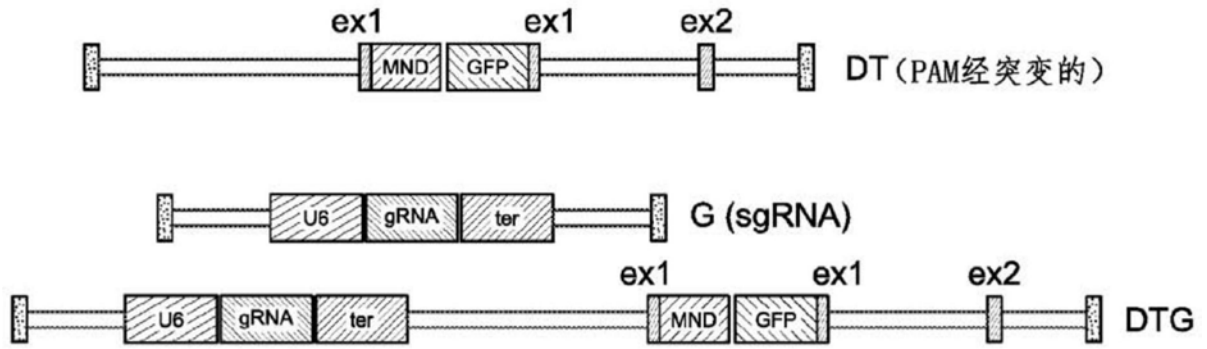 ex1 ex1 ex2
MND GFP DT (PAM经突变的)
U6 gRNA ter G (sgRNA)
ex1 ex1 ex2
U6 gRNA ter MND GFP DTG